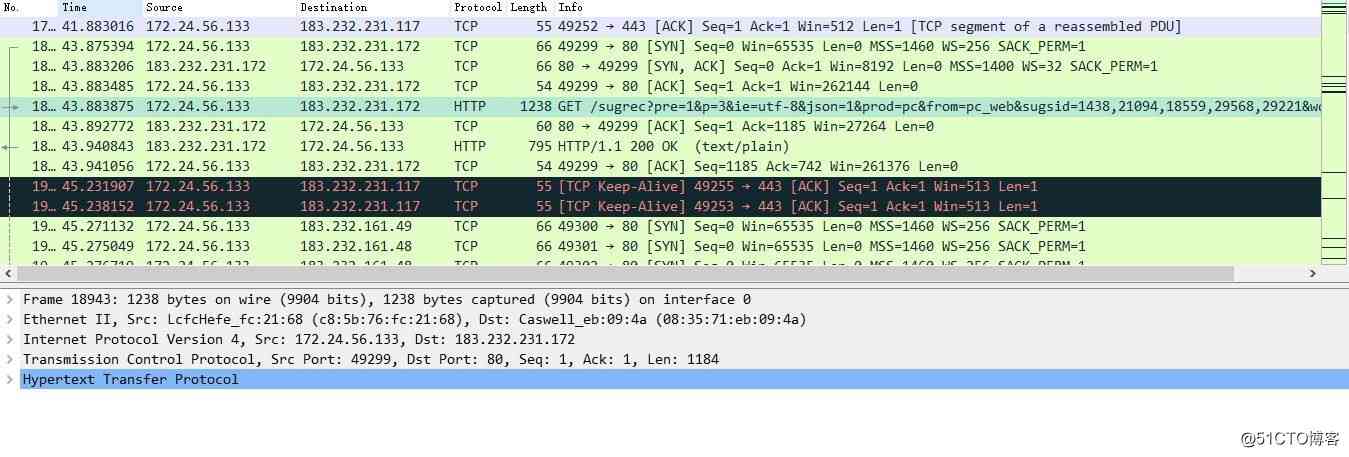 No. Time Source Destination Protocol Length Info
17… 41.883016 172.24.56.133 183.232.231.117 TCP 55 49252 → 443 [ACK] Seq=1 Ack=1 Win=512 Len=1 [TCP segment of a reassembled PDU]
18… 43.875394 172.24.56.133 183.232.231.172 TCP 66 49299 → 80 [SYN] Seq=0 Win=65535 Len=0 MSS=1460 WS=256 SACK_PERM=1
18… 43.883206 183.232.231.172 172.24.56.133 TCP 66 80 → 49299 [SYN, ACK] Seq=0 Ack=1 Win=8192 Len=0 MSS=1400 WS=32 SACK_PERM=1
18… 43.883485 172.24.56.133 183.232.231.172 TCP 54 49299 → 80 [ACK] Seq=1 Ack=1 Win=262144 Len=0
18… 43.883875 172.24.56.133 183.232.231.172 HTTP 1238 GET /sugrec?pre=1&p=3&ie=utf-8&json=1&prod=pc&from=pc_web&sugsid=1438,21094,18559,29568,29221&wo
18… 43.892772 183.232.231.172 172.24.56.133 TCP 60 80 → 49299 [ACK] Seq=1 Ack=1185 Win=27264 Len=0
18… 43.940843 183.232.231.172 172.24.56.133 HTTP 795 HTTP/1.1 200 OK (text/plain)
18… 43.941056 172.24.56.133 183.232.231.172 TCP 54 49299 → 80 [ACK] Seq=1185 Ack=742 Win=261376 Len=0
19… 45.231907 172.24.56.133 183.232.231.117 TCP 55 [TCP Keep-Alive] 49255 → 443 [ACK] Seq=1 Ack=1 Win=513 Len=1
19… 45.238152 172.24.56.133 183.232.231.117 TCP 55 [TCP Keep-Alive] 49253 → 443 [ACK] Seq=1 Ack=1 Win=513 Len=1
19… 45.271132 172.24.56.133 183.232.161.49 TCP 66 49300 → 80 [SYN] Seq=0 Win=65535 Len=0 MSS=1460 WS=256 SACK_PERM=1
19… 45.275049 172.24.56.133 183.232.161.48 TCP 66 49301 → 80 [SYN] Seq=0 Win=65535 Len=0 MSS=1460 WS=256 SACK_PERM=1
Frame 18943: 1238 bytes on wire (9904 bits), 1238 bytes captured (9904 bits) on interface 0
Ethernet II, Src: LcfcHefe_fc:21:68 (c8:5b:76:fc:21:68), Dst: Caswell_eb:09:4a (08:35:71:eb:09:4a)
Internet Protocol Version 4, Src: 172.24.56.133, Dst: 183.232.231.172
Transmission Control Protocol, Src Port: 49299, Dst Port: 80, Seq: 1, Ack: 1, Len: 1184
Hypertext Transfer Protocol
@51CTO博客